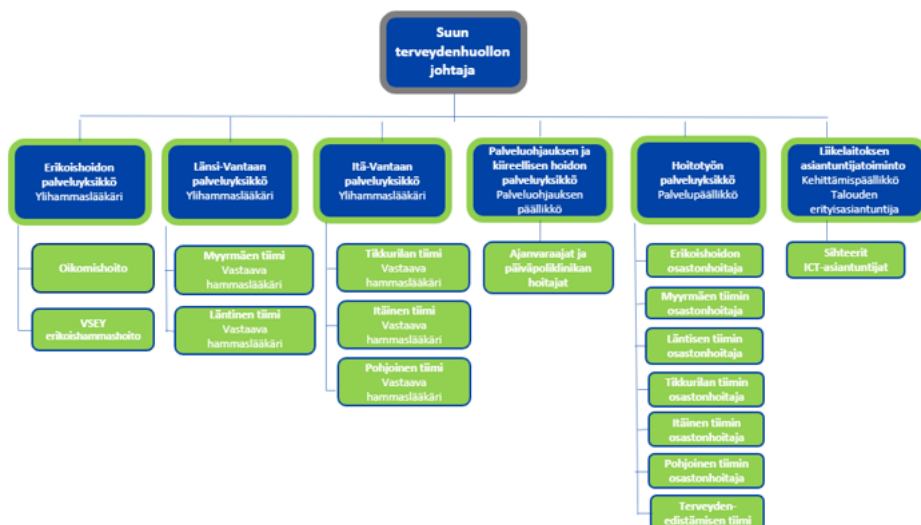 Suun
terveydenhuollon
johtaja
Erikoishoidon
palveluyksikkö
Ylihammaslääkäri
Länsi-Vantaan
palveluyksikkö
Ylihammaslääkäri
Itä-Vantaan
palveluyksikkö
Ylihammaslääkäri
Palveluohjauksen ja
kiireellisen hoidon
palveluyksikkö
Palveluohjauksen
päällikkö
Hoitotyön
palveluyksikkö
Palvelupäällikkö
Liikelaitoksen
asiantuntijatoiminto
Kehittämispäällikkö
Talouden
erityisasiantuntija
Oikomishoito
VSEY
erikoishammashoito
Myyrmäen tiimi
Vastaava
hammaslääkäri
Läntinen tiimi
Vastaava
hammaslääkäri
Tikkurilan tiimi
Vastaava
hammaslääkäri
Itäinen tiimi
Vastaava
hammaslääkäri
Pohjoinen tiimi
Vastaava
hammaslääkäri
Ajanvaraajat ja
päiväpoliklinikan
hoitajat
Erikoishoidon
osastonhoitaja
Myyrmäen tiimin
osastonhoitaja
Läntisen tiimin
osastonhoitaja
Tikkurilan tiimin
osastonhoitaja
Itäinen tiimin
osastonhoitaja
Pohjoinen tiimin
osastonhoitaja
Terveyden-
edistämisen tiimi
Sihteerit
ICT-asiantuntijat